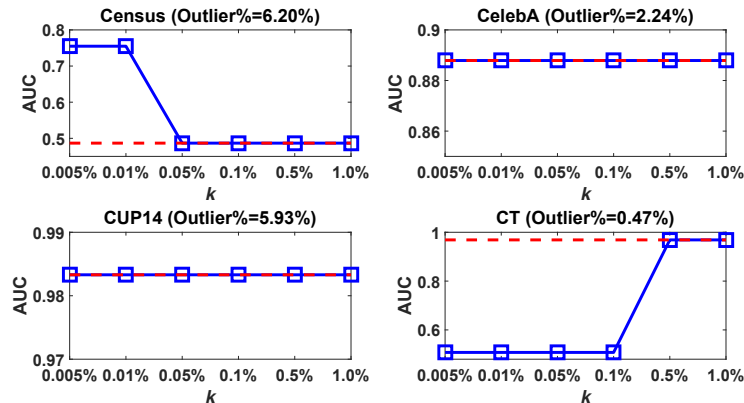 Census (Outlier%=6.20%)
AUC
0.8
0.7
0.6
0.5
0.005% 0.01% 0.05% 0.1% 0.5% 1.0%
k
CelebA (Outlier%=2.24%)
AUC
0.9
0.88
0.86
0.005% 0.01% 0.05% 0.1% 0.5% 1.0%
k
CUP14 (Outlier%=5.93%)
AUC
0.99
0.98
0.97
0.005% 0.01% 0.05% 0.1% 0.5% 1.0%
k
CT (Outlier%=0.47%)
AUC
1
0.8
0.6
0.005% 0.01% 0.05% 0.1% 0.5% 1.0%
k